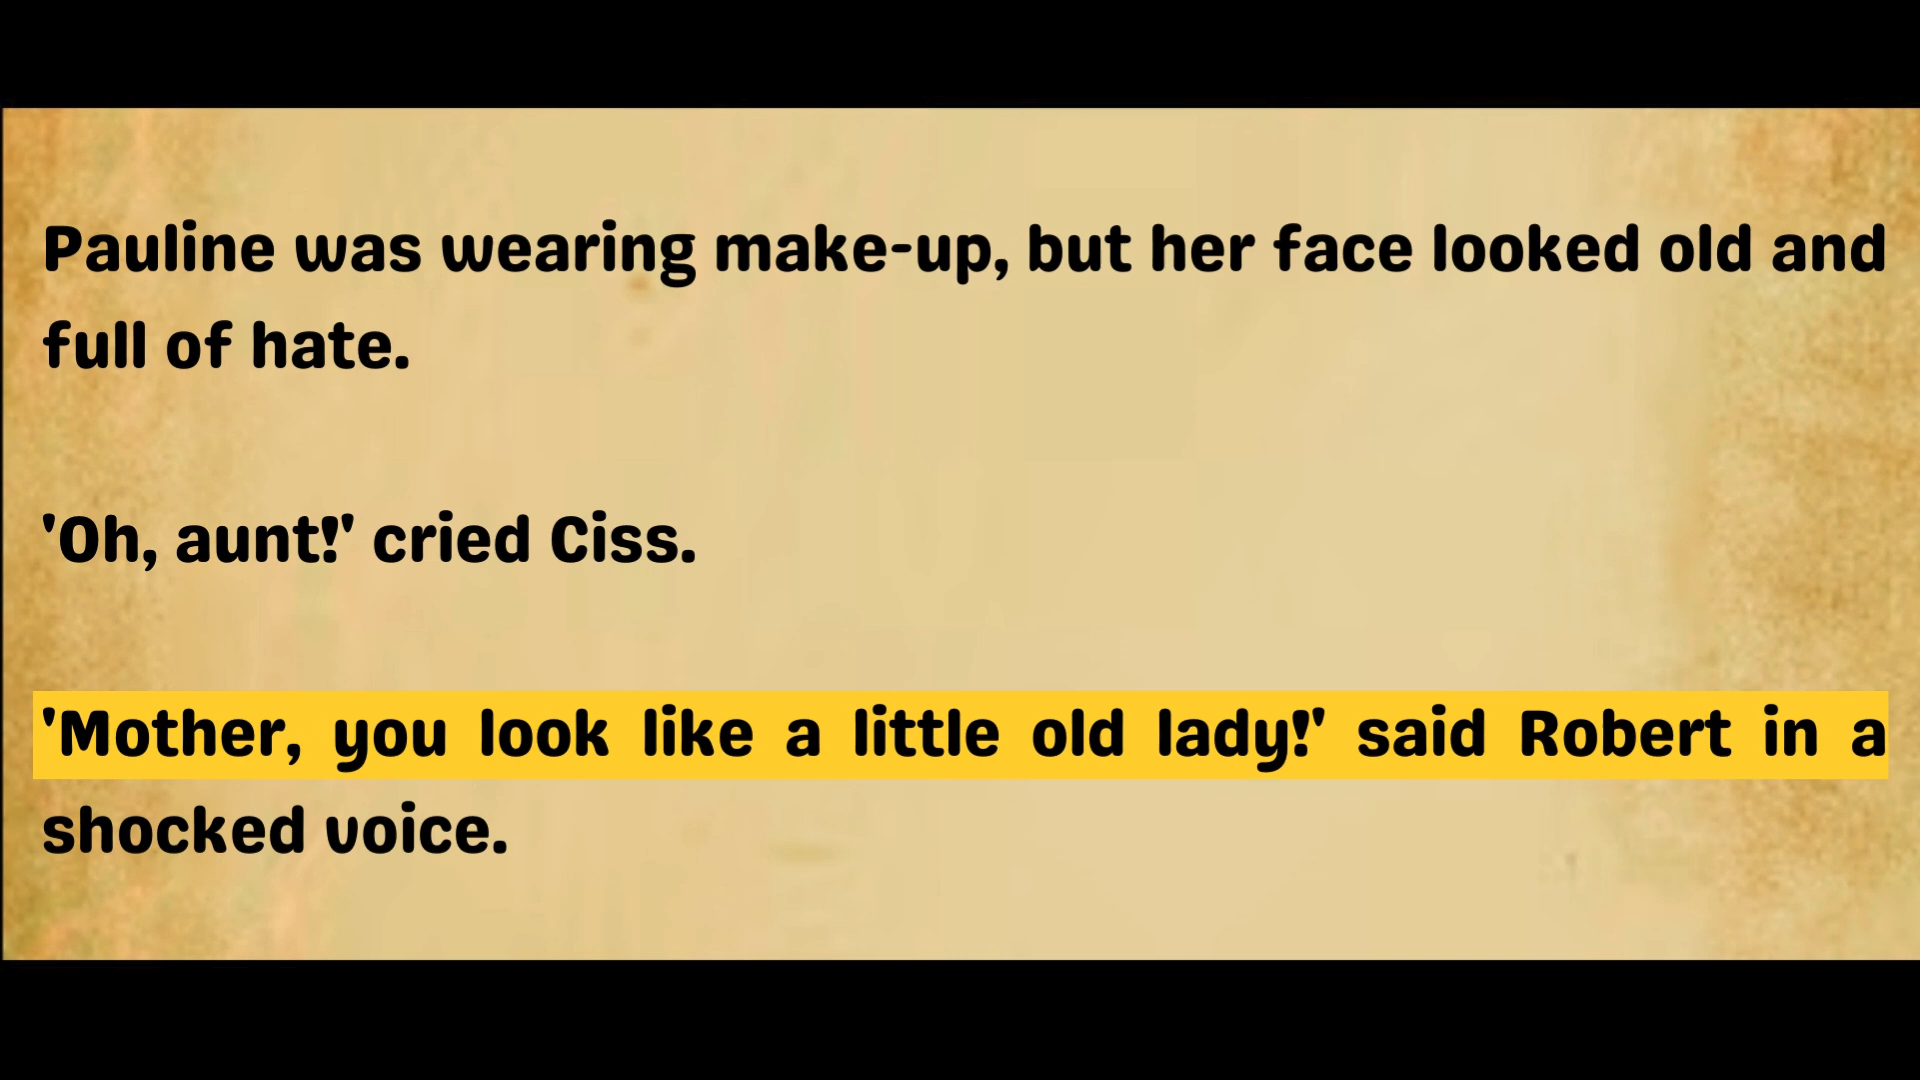 Pauline was wearing make-up, but her face looked old and
full of hate.
'Oh, aunt!' cried Ciss.
'Mother, you look like a little old lady!' said Robert in a
shocked voice.